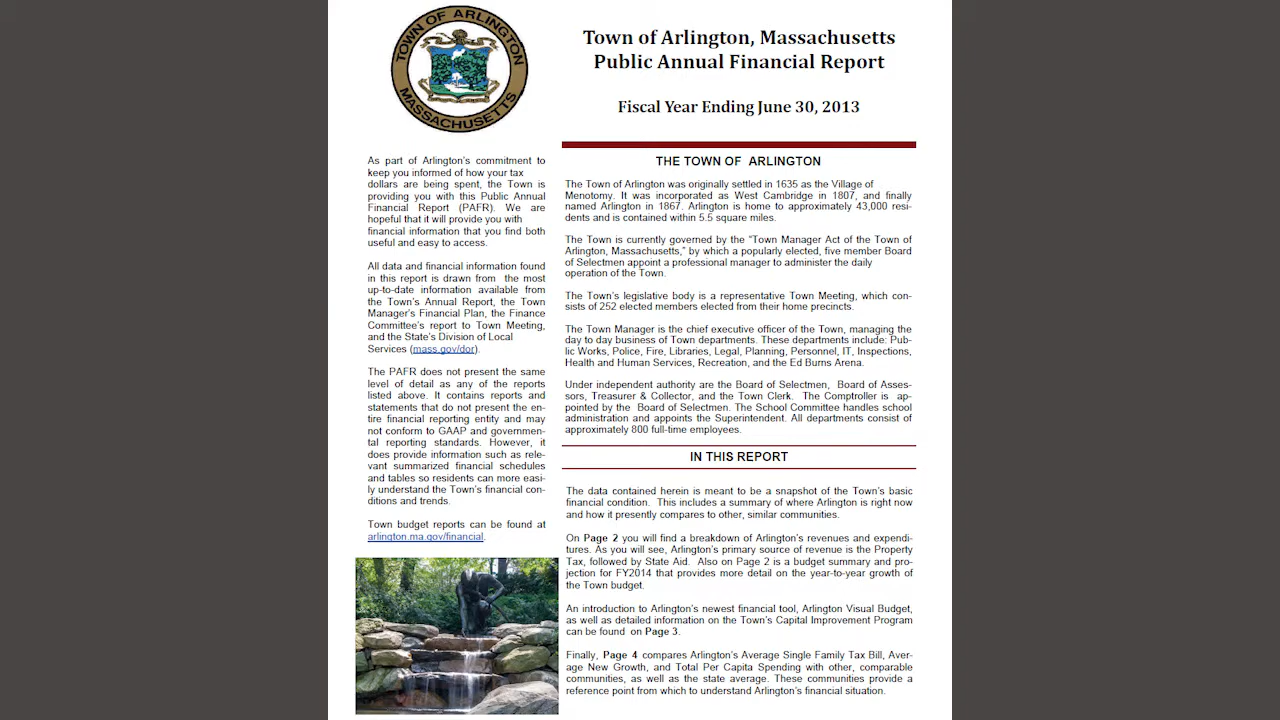 TOWN OF ARLINGTON
MASSACHUSETTS
Town of Arlington, Massachusetts
Public Annual Financial Report
Fiscal Year Ending June 30, 2013
As part of Arlington's commitment to
keep you informed of how your tax
dollars are being spent, the Town is
providing you with this Public Annual
Financial Report (PAFR). We are
hopeful that it will provide you with
financial information that you find both
useful and easy to access.
All data and financial information found
in this report is drawn from the most
up-to-date information available from
the Town's Annual Report, the Town
Manager's Financial Plan, the Finance
Committee's report to Town Meeting,
and the State's Division of Local
Services (mass.gov/dor).
The PAFR does not present the same
level of detail as any of the reports
listed above. It contains reports and
statements that do not present the en-
tire financial reporting entity and may
not conform to GAAP and governmen-
tal reporting standards. However, it
does provide information such as rele-
vant summarized financial schedules
and tables so residents can more easi-
ly understand the Town's financial con-
ditions and trends.
Town budget reports can be found at
arlington.ma.gov/financial.
THE TOWN OF ARLINGTON
The Town of Arlington was originally settled in 1635 as the Village of
Menotomy. It was incorporated as West Cambridge in 1807, and finally
named Arlington in 1867. Arlington is home to approximately 43,000 resi-
dents and is contained within 5.5 square miles.
The Town is currently governed by the “Town Manager Act of the Town of
Arlington, Massachusetts,” by which a popularly elected, five member Board
of Selectmen appoint a professional manager to administer the daily
operation of the Town.
The Town's legislative body is a representative Town Meeting, which con-
sists of 252 elected members elected from their home precincts.
The Town Manager is the chief executive officer of the Town, managing the
day to day business of Town departments. These departments include: Pub-
lic Works, Police, Fire, Libraries, Legal, Planning, Personnel, IT, Inspections,
Health and Human Services, Recreation, and the Ed Burns Arena.
Under independent authority are the Board of Selectmen, Board of Asses-
sors, Treasurer & Collector, and the Town Clerk. The Comptroller is ap-
pointed by the Board of Selectmen. The School Committee handles school
administration and appoints the Superintendent. All departments consist of
approximately 800 full-time employees.
IN THIS REPORT
The data contained herein is meant to be a snapshot of the Town's basic
financial condition. This includes a summary of where Arlington is right now
and how it presently compares to other, similar communities.
On Page 2 you will find a breakdown of Arlington's revenues and expendi-
tures. As you will see, Arlington's primary source of revenue is the Property
Tax, followed by State Aid. Also on Page 2 is a budget summary and pro-
jection for FY2014 that provides more detail on the year-to-year growth of
the Town budget.
An introduction to Arlington's newest financial tool, Arlington Visual Budget,
as well as detailed information on the Town's Capital Improvement Program
can be found on Page 3.
Finally, Page 4 compares Arlington's Average Single Family Tax Bill, Aver-
age New Growth, and Total Per Capita Spending with other, comparable
communities, as well as the state average. These communities provide a
reference point from which to understand Arlington's financial situation.